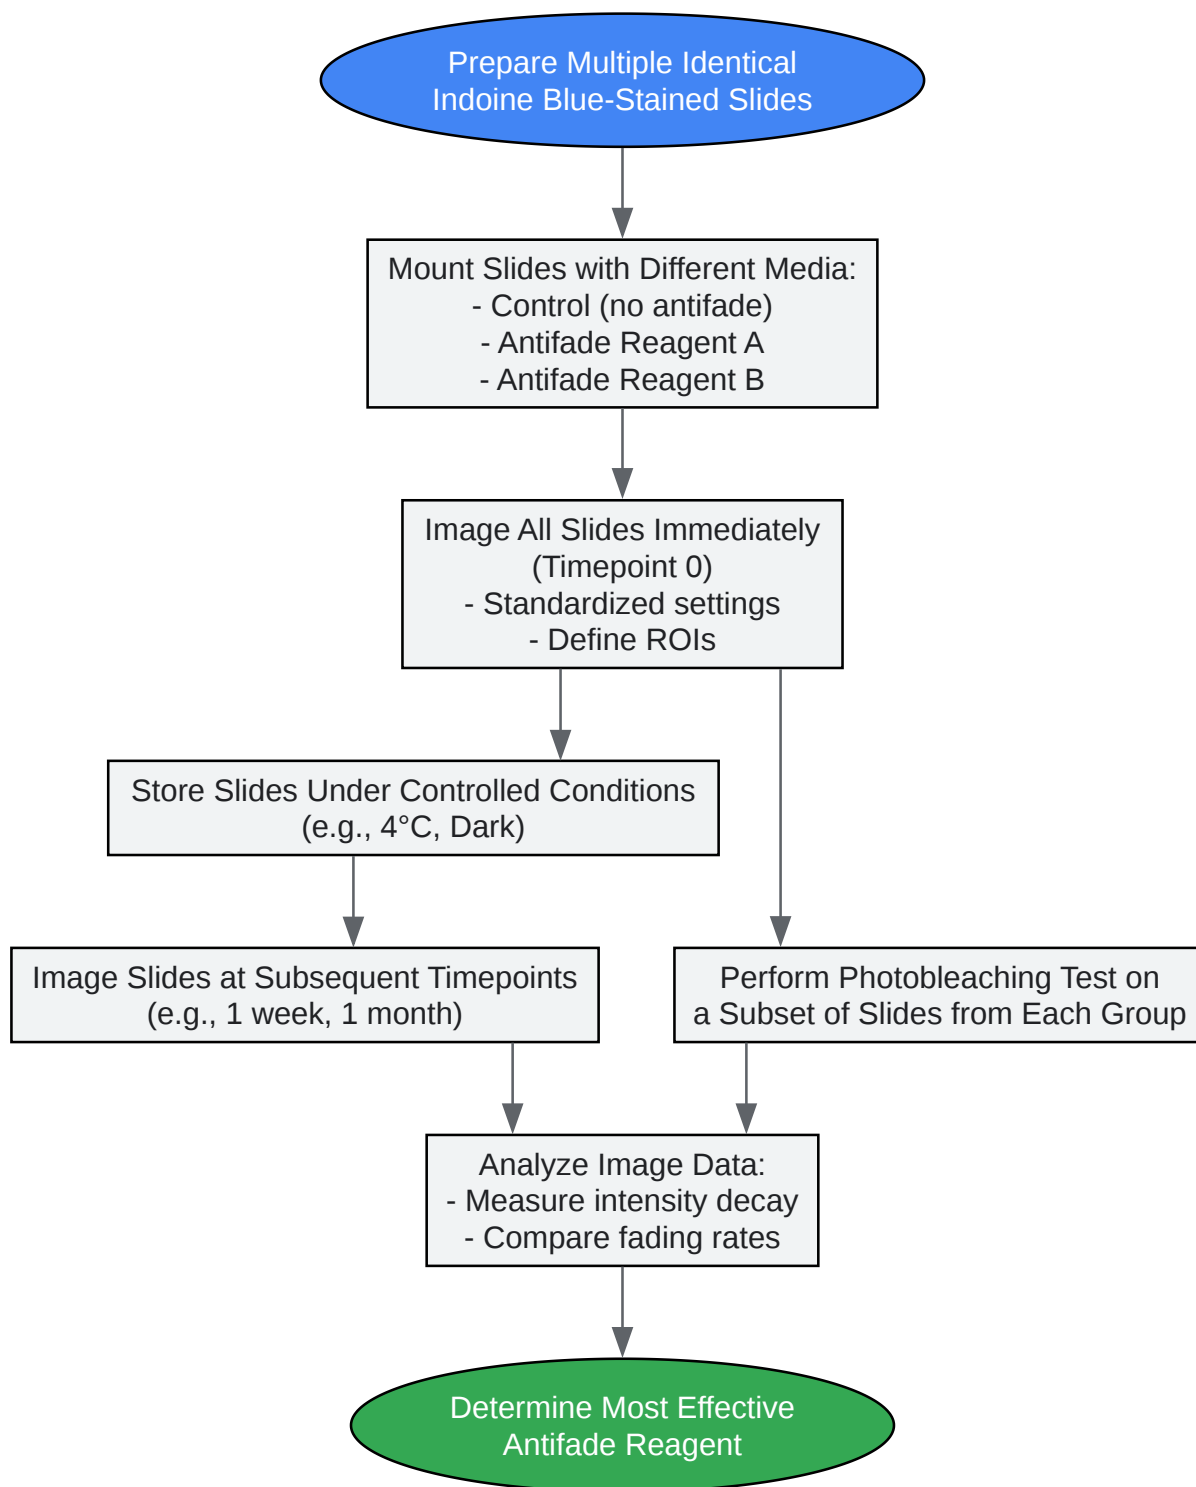 Prepare Multiple Identical
Indoine Blue-Stained Slides
Mount Slides with Different Media:
- Control (no antifade)
- Antifade Reagent A
- Antifade Reagent B
Image All Slides Immediately
(Timepoint 0)
- Standardized settings
- Define ROIs
Store Slides Under Controlled Conditions
(e.g., 4°C, Dark)
Image Slides at Subsequent Timepoints
(e.g., 1 week, 1 month)
Perform Photobleaching Test on
a Subset of Slides from Each Group
Analyze Image Data:
- Measure intensity decay
- Compare fading rates
Determine Most Effective
Antifade Reagent